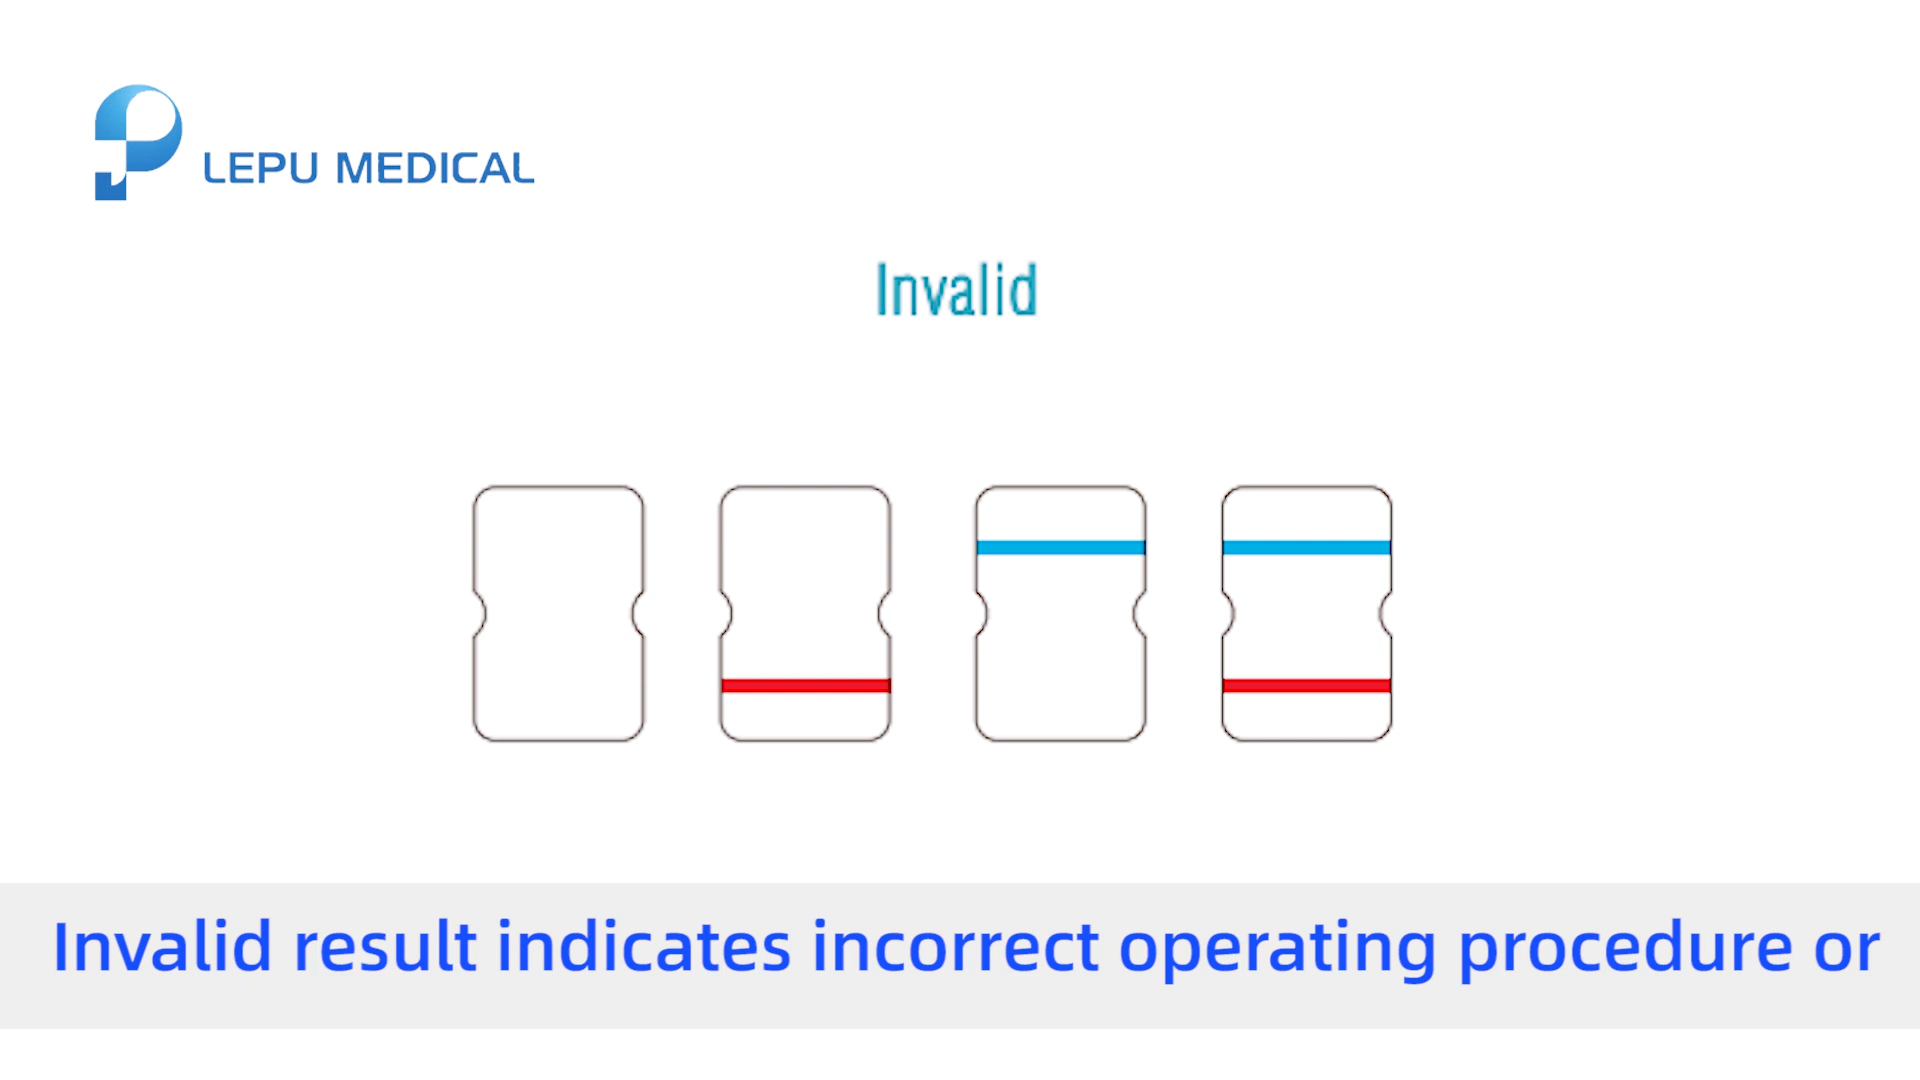 LEPU MEDICAL
Invalid
Invalid result indicates incorrect operating procedure or